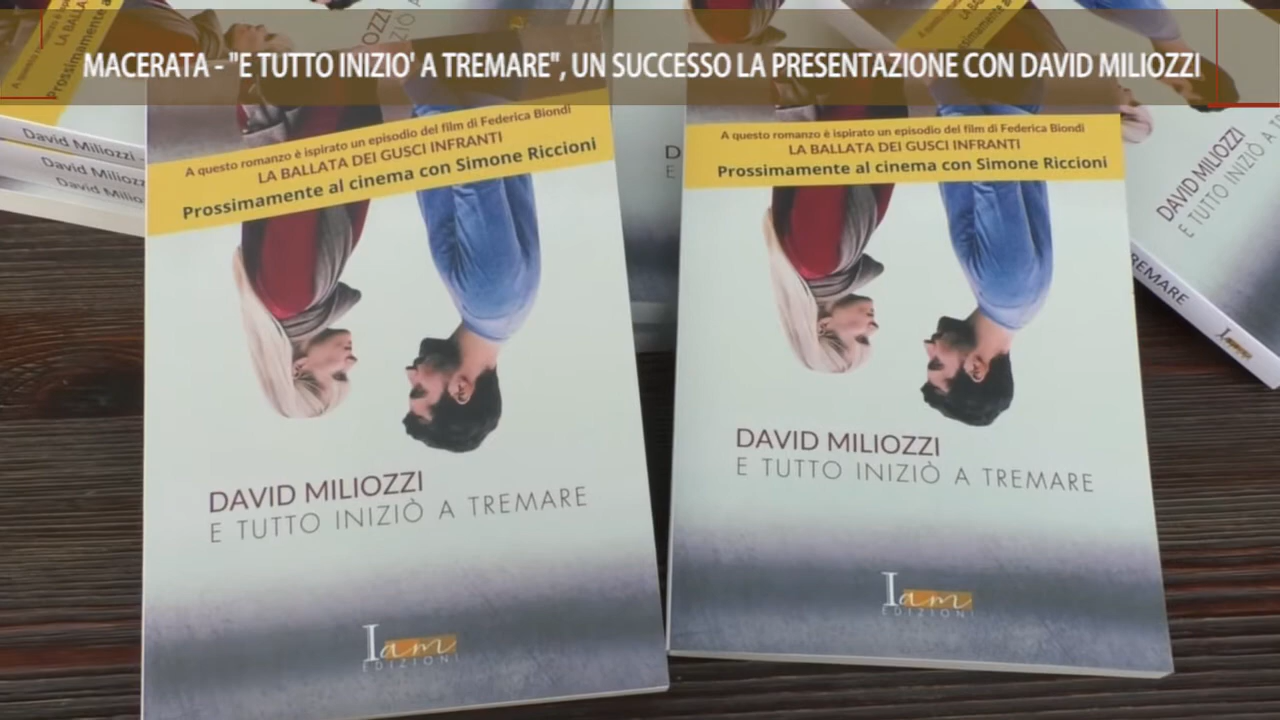 MACERATA - "E TUTTO INIZIO' A TREMARE", UN SUCCESSO LA PRESENTAZIONE CON DAVID MILIOZZI
David Miliozzi
David Miliozz
David Milio
A questo romanzo è ispirato un episodio del film di Federica Biondi
LA BALLATA DEI GUSCI INFRANTI
Prossimamente al cinema con Simone Riccioni
DAVID MILIOZZI
E TUTTO INIZIÒ A TREMARE
Iam
EDIZIONI
A questo romanzo è ispirato un episodio del film di Federica Biondi
LA BALLATA DEI GUSCI INFRANTI
Prossimamente al cinema con Simone Riccioni
DAVID MILIOZZI
E TUTTO INIZIÒ A TREMARE
Iam
EDIZIONI
DAVID MILIOZZI
E TUTTO INIZIÒ A
REMARE